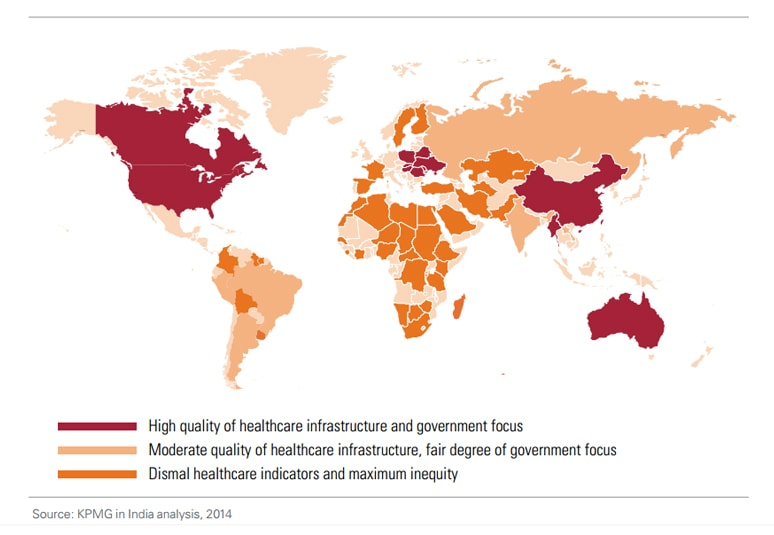 High quality of healthcare infrastructure and government focus
Moderate quality of healthcare infrastructure, fair degree of government focus
Dismal healthcare indicators and maximum inequity
Source: KPMG in India analysis, 2014